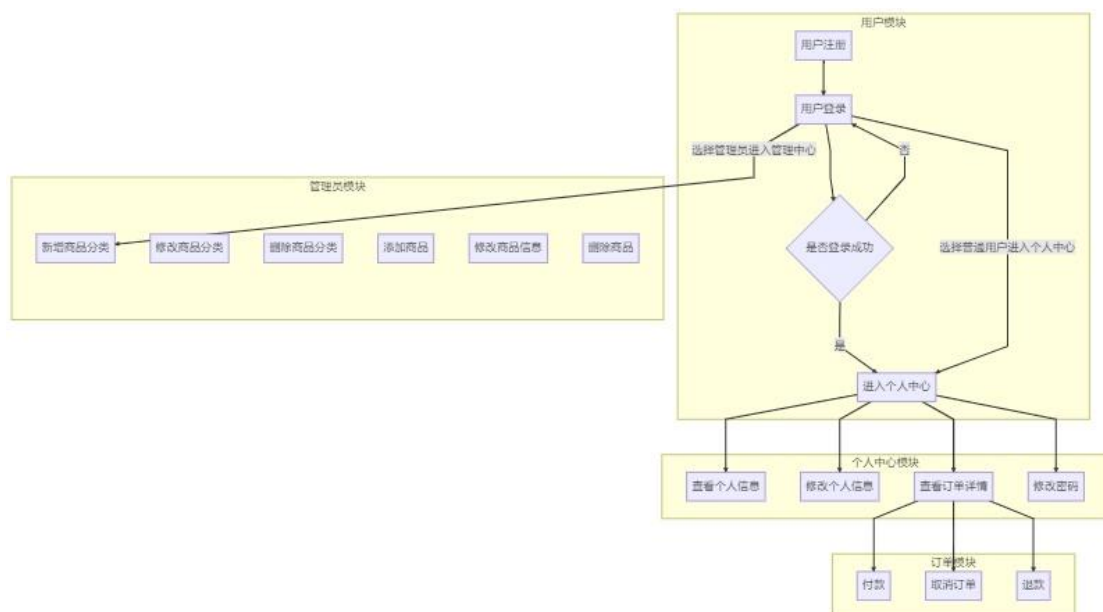 用户模块
用户注册
用户登录
选择管理员进入管理中心
否
管理员模块
新增商品分类
修改商品分类
删除商品分类
添加商品
修改商品信息
删除商品
是否登录成功
选择普通用户进入个人中心
是
进入个人中心
个人中心模块
查看个人信息
修改个人信息
查看订单详情
修改密码
订单模块
付款
取消订单
退款